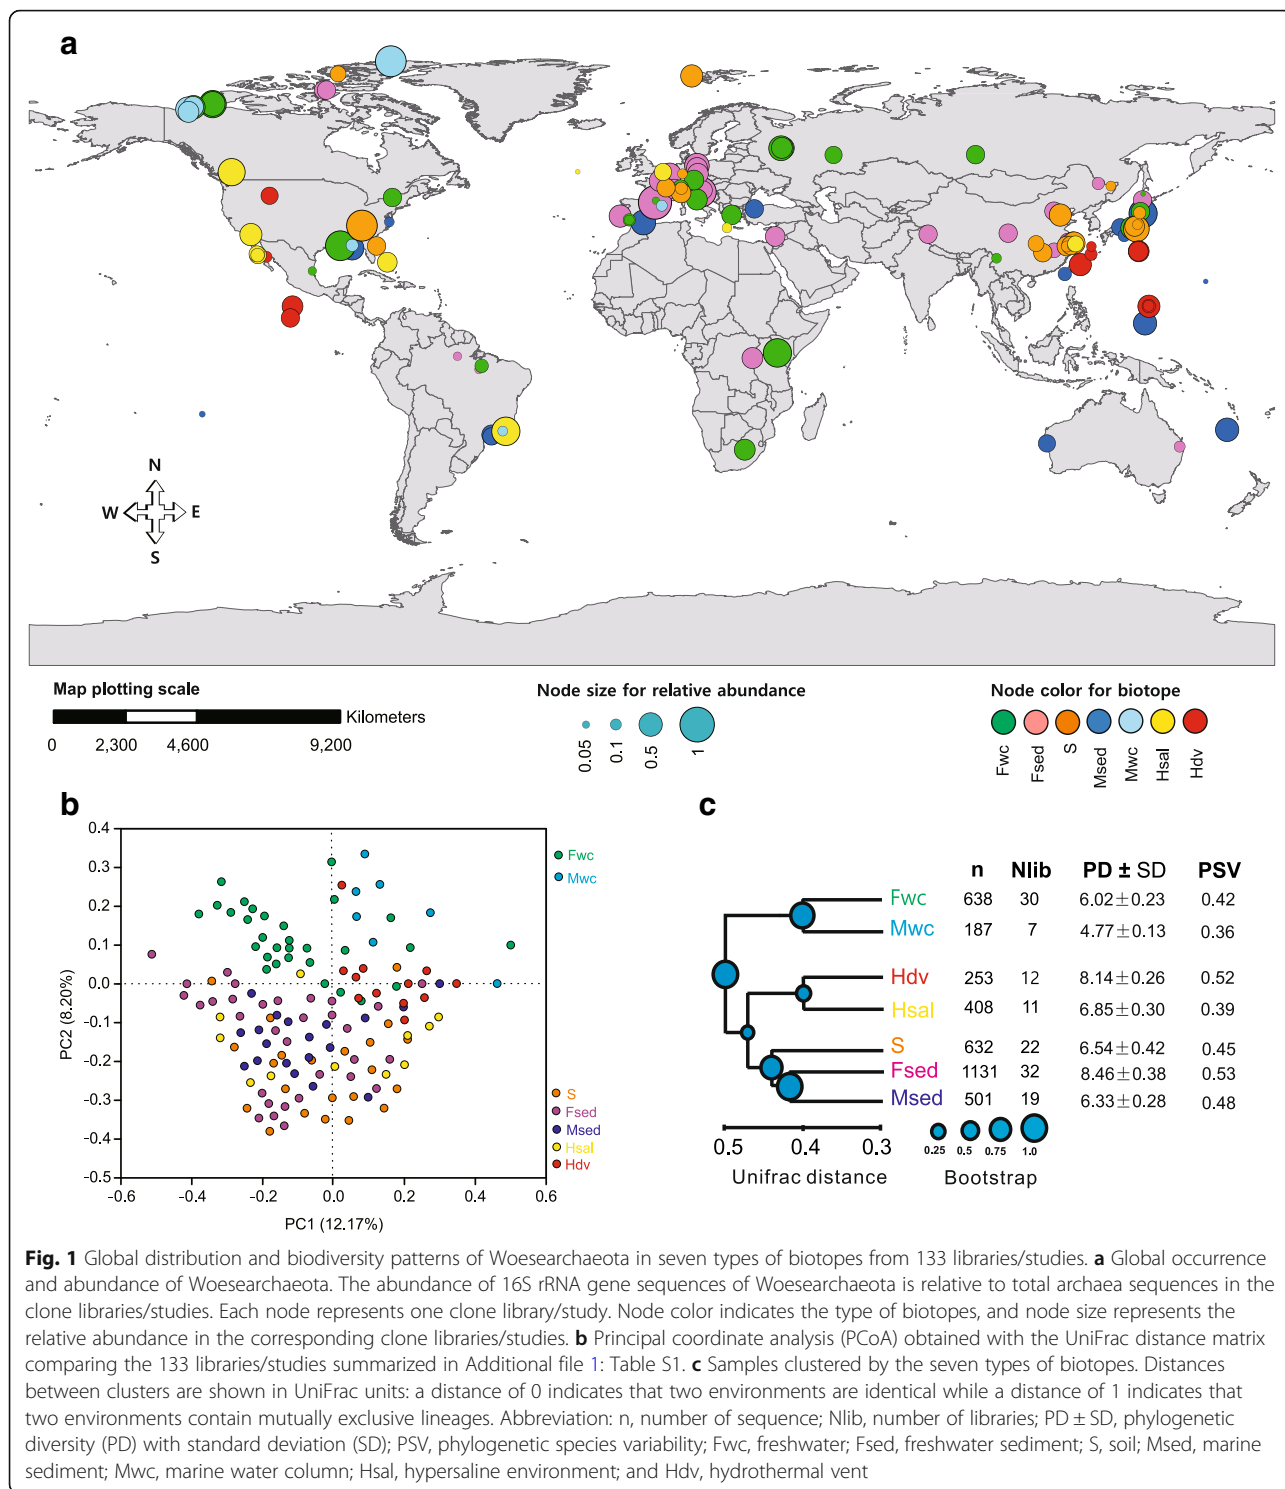 a
N
W E
S
Map plotting scale
Kilometers
0 2,300 4,600 9,200
Node size for relative abundance
0.05 0.1 0.5 1
Node color for biotope
Fwc Fsed S Msed Mwc Hsal Hdv
b
0.4
0.3
0.2
0.1
0.0
-0.1
-0.2
-0.3
-0.4
-0.5
PC2 (8.20%)
-0.6 -0.4 -0.2 0.0 0.2 0.4 0.6
PC1 (12.17%)
Fwc
Mwc
S
Fsed
Msed
Hsal
Hdv
c
n Nlib PD ± SD PSV
Fwc 638 30 6.02±0.23 0.42
Mwc 187 7 4.77±0.13 0.36
Hdv 253 12 8.14±0.26 0.52
Hsal 408 11 6.85±0.30 0.39
S 632 22 6.54±0.42 0.45
Fsed 1131 32 8.46±0.38 0.53
Msed 501 19 6.33±0.28 0.48
0.5 0.4 0.3
Unifrac distance
0.25 0.5 0.75 1.0
Bootstrap
Fig. 1 Global distribution and biodiversity patterns of Woesearchaeota in seven types of biotopes from 133 libraries/studies. a Global occurrence
and abundance of Woesearchaeota. The abundance of 16S rRNA gene sequences of Woesearchaeota is relative to total archaea sequences in the
clone libraries/studies. Each node represents one clone library/study. Node color indicates the type of biotopes, and node size represents the
relative abundance in the corresponding clone libraries/studies. b Principal coordinate analysis (PCoA) obtained with the UniFrac distance matrix
comparing the 133 libraries/studies summarized in Additional file 1: Table S1. c Samples clustered by the seven types of biotopes. Distances
between clusters are shown in UniFrac units: a distance of 0 indicates that two environments are identical while a distance of 1 indicates that
two environments contain mutually exclusive lineages. Abbreviation: n, number of sequence; Nlib, number of libraries; PD ± SD, phylogenetic
diversity (PD) with standard deviation (SD); PSV, phylogenetic species variability; Fwc, freshwater; Fsed, freshwater sediment; S, soil; Msed, marine
sediment; Mwc, marine water column; Hsal, hypersaline environment; and Hdv, hydrothermal vent